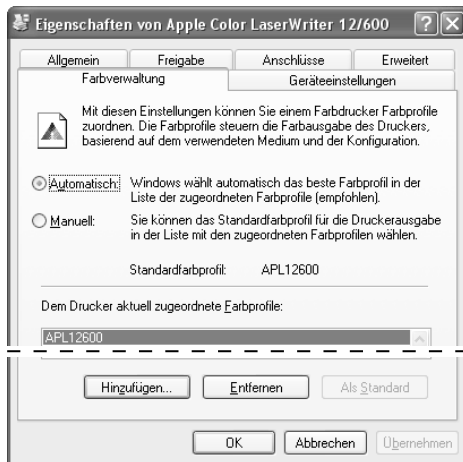 Eigenschaften von Apple Color LaserWriter 12/600
Allgemein Freigabe Anschlüsse Erweitert
Farbverwaltung Geräteeinstellungen
Mit diesen Einstellungen können Sie einem Farbdrucker Farbprofile
zuordnen. Die Farbprofile steuern die Farbausgabe des Druckers,
basierend auf dem verwendeten Medium und der Konfiguration.
Automatisch: Windows wählt automatisch das beste Farbprofil in der
Liste der zugeordneten Farbprofile (empfohlen).
Manuell: Sie können das Standardfarbprofil für die Druckerausgabe
in der Liste mit den zugeordneten Farbprofilen wählen.
Standardfarbprofil: APL12600
Dem Drucker aktuell zugeordnete Farbprofile:
APL12600
Hinzufügen... Entfernen Als Standard
OK Abbrechen Übernehmen